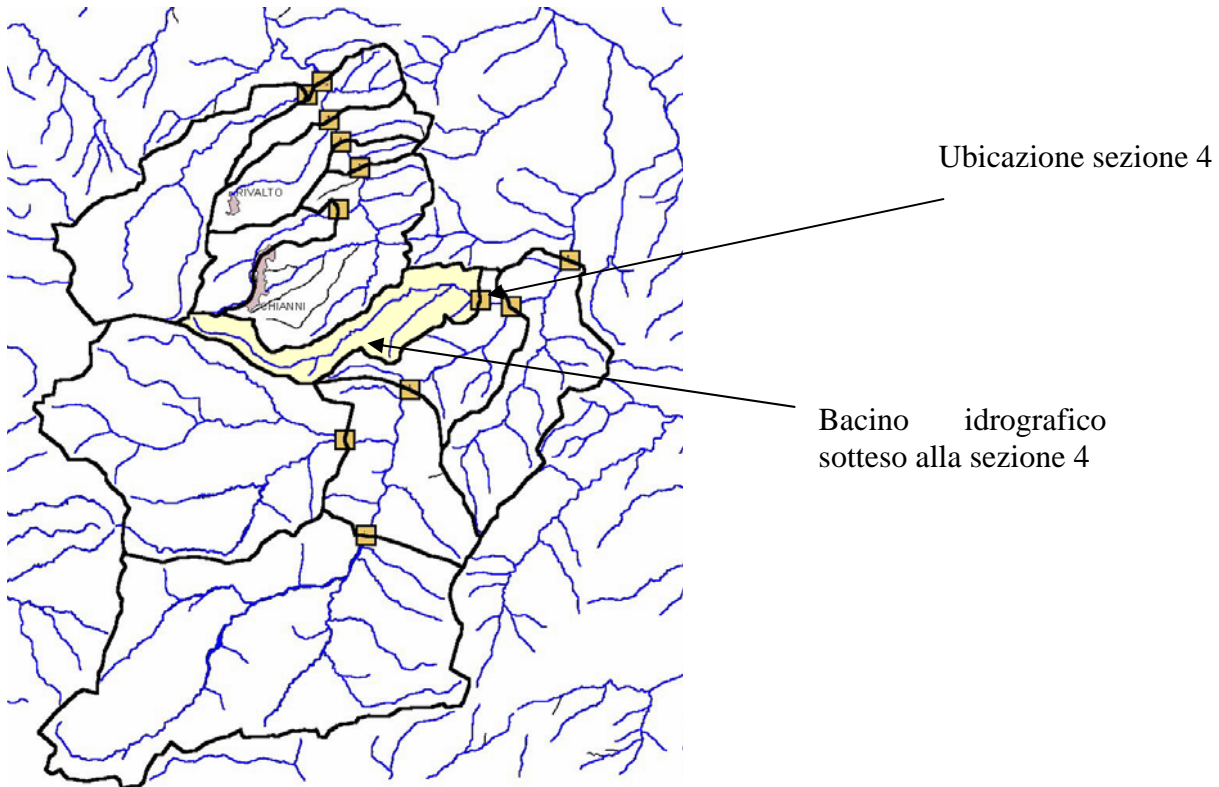 Ubicazione sezione 4
RIVALTO
CHIANNI
Bacino idrografico
sotteso alla sezione 4